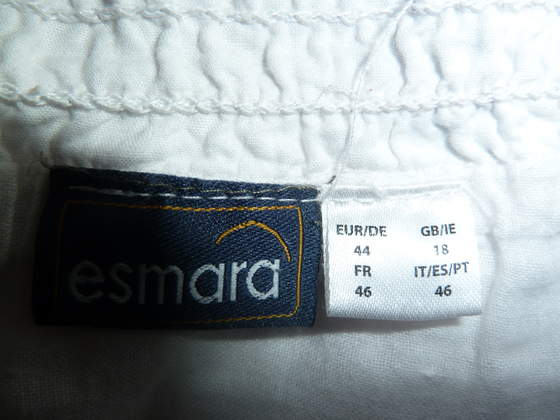 esmara
EUR/DE GB/IE
44 18
FR IT/ES/PT
46 46